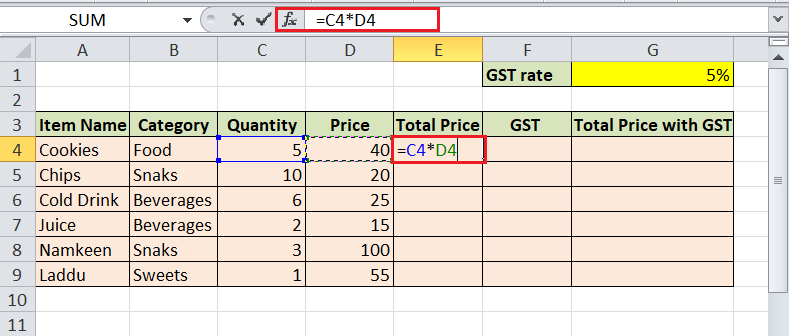 SUM fx =C4*D4
A B C D E F G
1 GST rate 5%
2
3 Item Name Category Quantity Price Total Price GST Total Price with GST
4 Cookies Food 5 40 =C4*D4
5 Chips Snaks 10 20
6 Cold Drink Beverages 6 25
7 Juice Beverages 2 15
8 Namkeen Snaks 3 100
9 Laddu Sweets 1 55
10
11